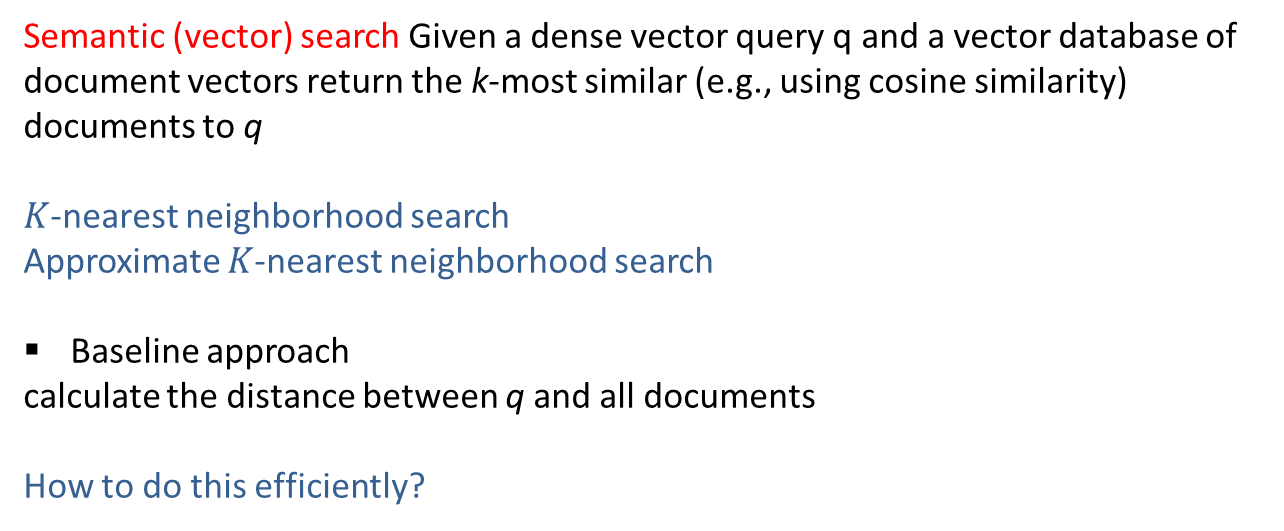 Semantic (vector) search Given a dense vector query q and a vector database of
document vectors return the k-most similar (e.g., using cosine similarity)
documents to q
K-nearest neighborhood search
Approximate K-nearest neighborhood search
▪ Baseline approach
calculate the distance between q and all documents
How to do this efficiently?